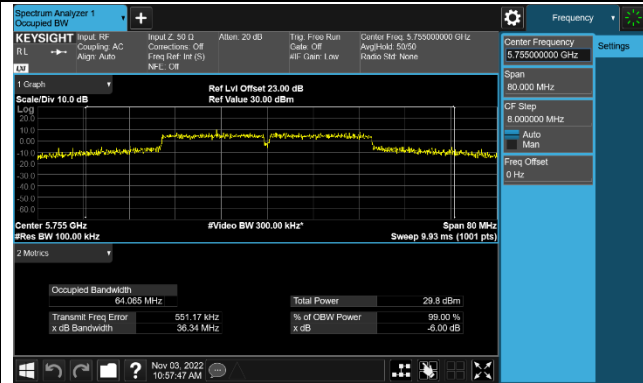 Spectrum Analyzer 1
Occupied BW
Frequency
KEYSIGHT Input: RF
RL
Coupling: AC
Align: Auto
Input Z: 50 Ω
Corrections: Off
Freq Ref: Int (S)
NFE: Off
Atten: 20 dB
Trig: Free Run
Gate: Off
#IF Gain: Low
Center Freq: 5.755000000 GHz
Avg|Hold: 50/50
Radio Std: None
LXI
Center Frequency
5.755000000 GHz
Settings
Span
80.000 MHz
CF Step
8.000000 MHz
Auto
Man
Freq Offset
0 Hz
1 Graph
Scale/Div 10.0 dB
Ref Lvl Offset 23.00 dB
Ref Value 30.00 dBm
Log
20.0
10.0
0.00
-10.0
-20.0
-30.0
-40.0
-50.0
-60.0
Center 5.755 GHz
#Res BW 100.00 kHz
#Video BW 300.00 kHz*
Span 80 MHz
Sweep 9.93 ms (1001 pts)
2 Metrics
Occupied Bandwidth
64.065 MHz
Total Power 29.8 dBm
Transmit Freq Error 551.17 kHz
% of OBW Power 99.00 %
x dB Bandwidth 36.34 MHz
x dB -6.00 dB
Nov 03, 2022
10:57:47 AM